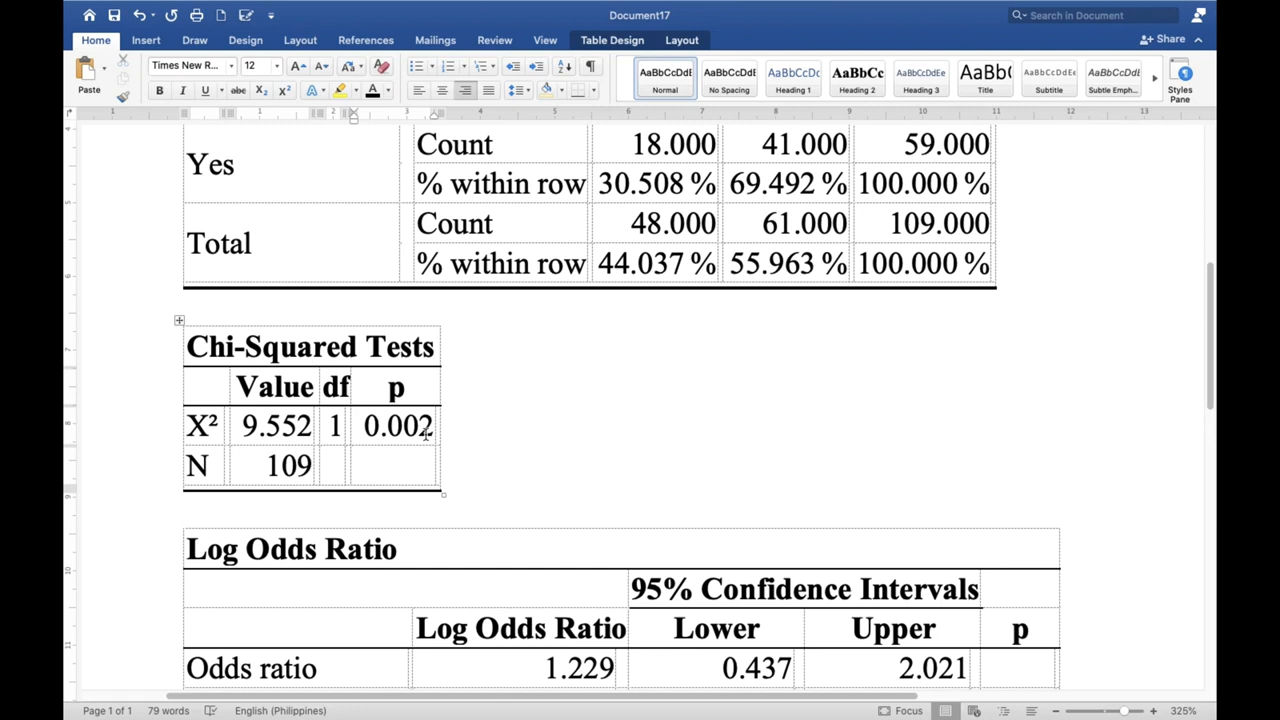 Document17
Search in Document
Home Insert Draw Design Layout References Mailings Review View Table Design Layout
Share
Paste
Times New R... 12
AaBbCcDdE AaBbCcDdE AaBbCcDc AaBbCc AaBbCcDdEe AaBb( AaBbCcDdE AaBbCcDdE
Normal No Spacing Heading 1 Heading 2 Heading 3 Title Subtitle Subtle Emph... Styles Pane
Yes
Count 18.000 41.000 59.000
% within row 30.508 % 69.492 % 100.000 %
Total
Count 48.000 61.000 109.000
% within row 44.037 % 55.963 % 100.000 %
Chi-Squared Tests
Value df p
X² 9.552 1 0.002
N 109
Log Odds Ratio
95% Confidence Intervals
Log Odds Ratio Lower Upper p
Odds ratio 1.229 0.437 2.021
Page 1 of 1 79 words English (Philippines) Focus 325%